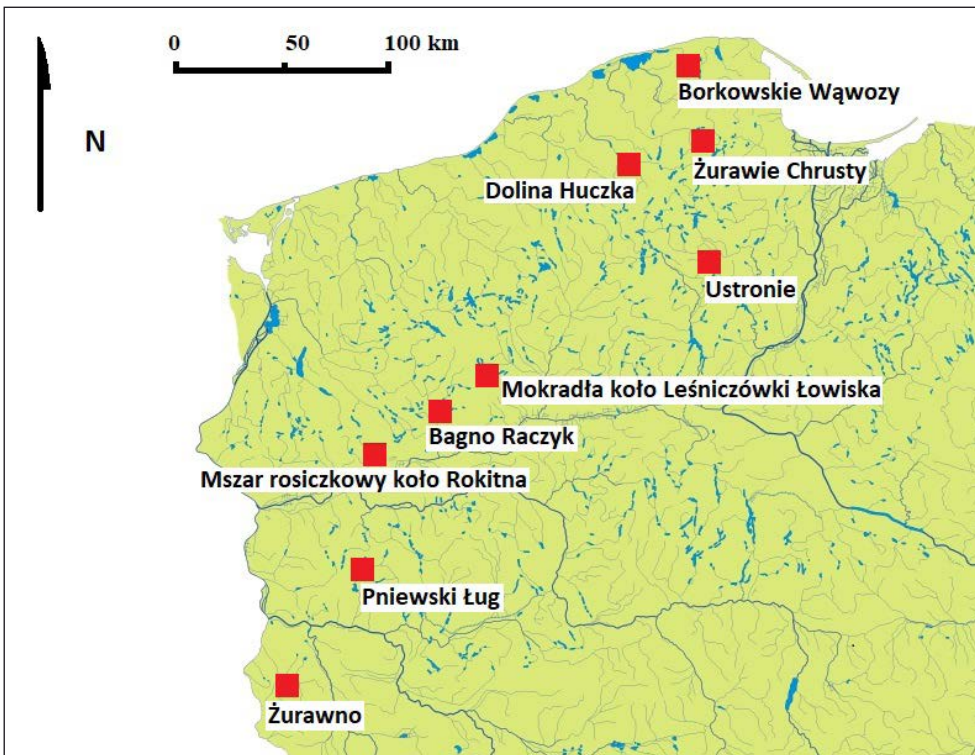 0 50 100 km
N
Borkowskie Wąwozy
Żurawie Chrusty
Dolina Huczka
Ustronie
Mokradła koło Leśniczówki Łowiska
Bagno Raczyk
Mszar rosiczkowy koło Rokitna
Pniewski Ług
Żurawno